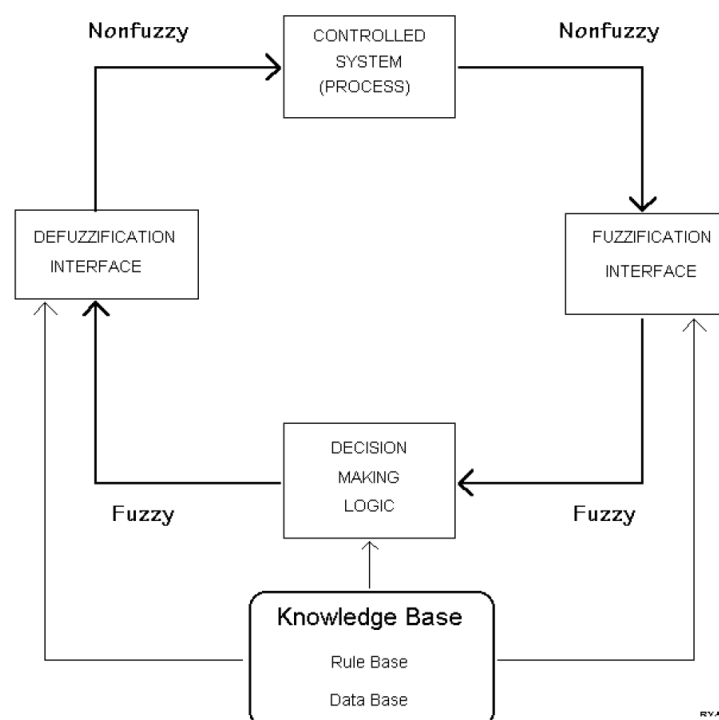 Nonfuzzy
CONTROLLED
SYSTEM
(PROCESS)
Nonfuzzy
DEFUZZIFICATION
INTERFACE
FUZZIFICATION
INTERFACE
DECISION
MAKING
LOGIC
Fuzzy
Fuzzy
Knowledge Base
Rule Base
Data Base